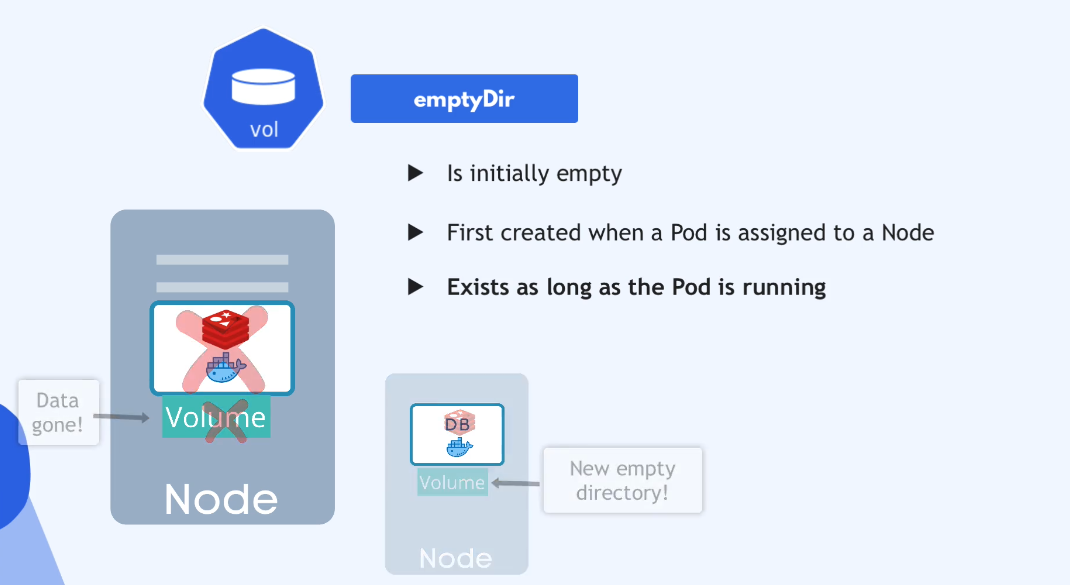 vol
emptyDir
Is initially empty
First created when a Pod is assigned to a Node
Exists as long as the Pod is running
Data
gone!
Volume
Node
DB
Volume
New empty
directory!
Node